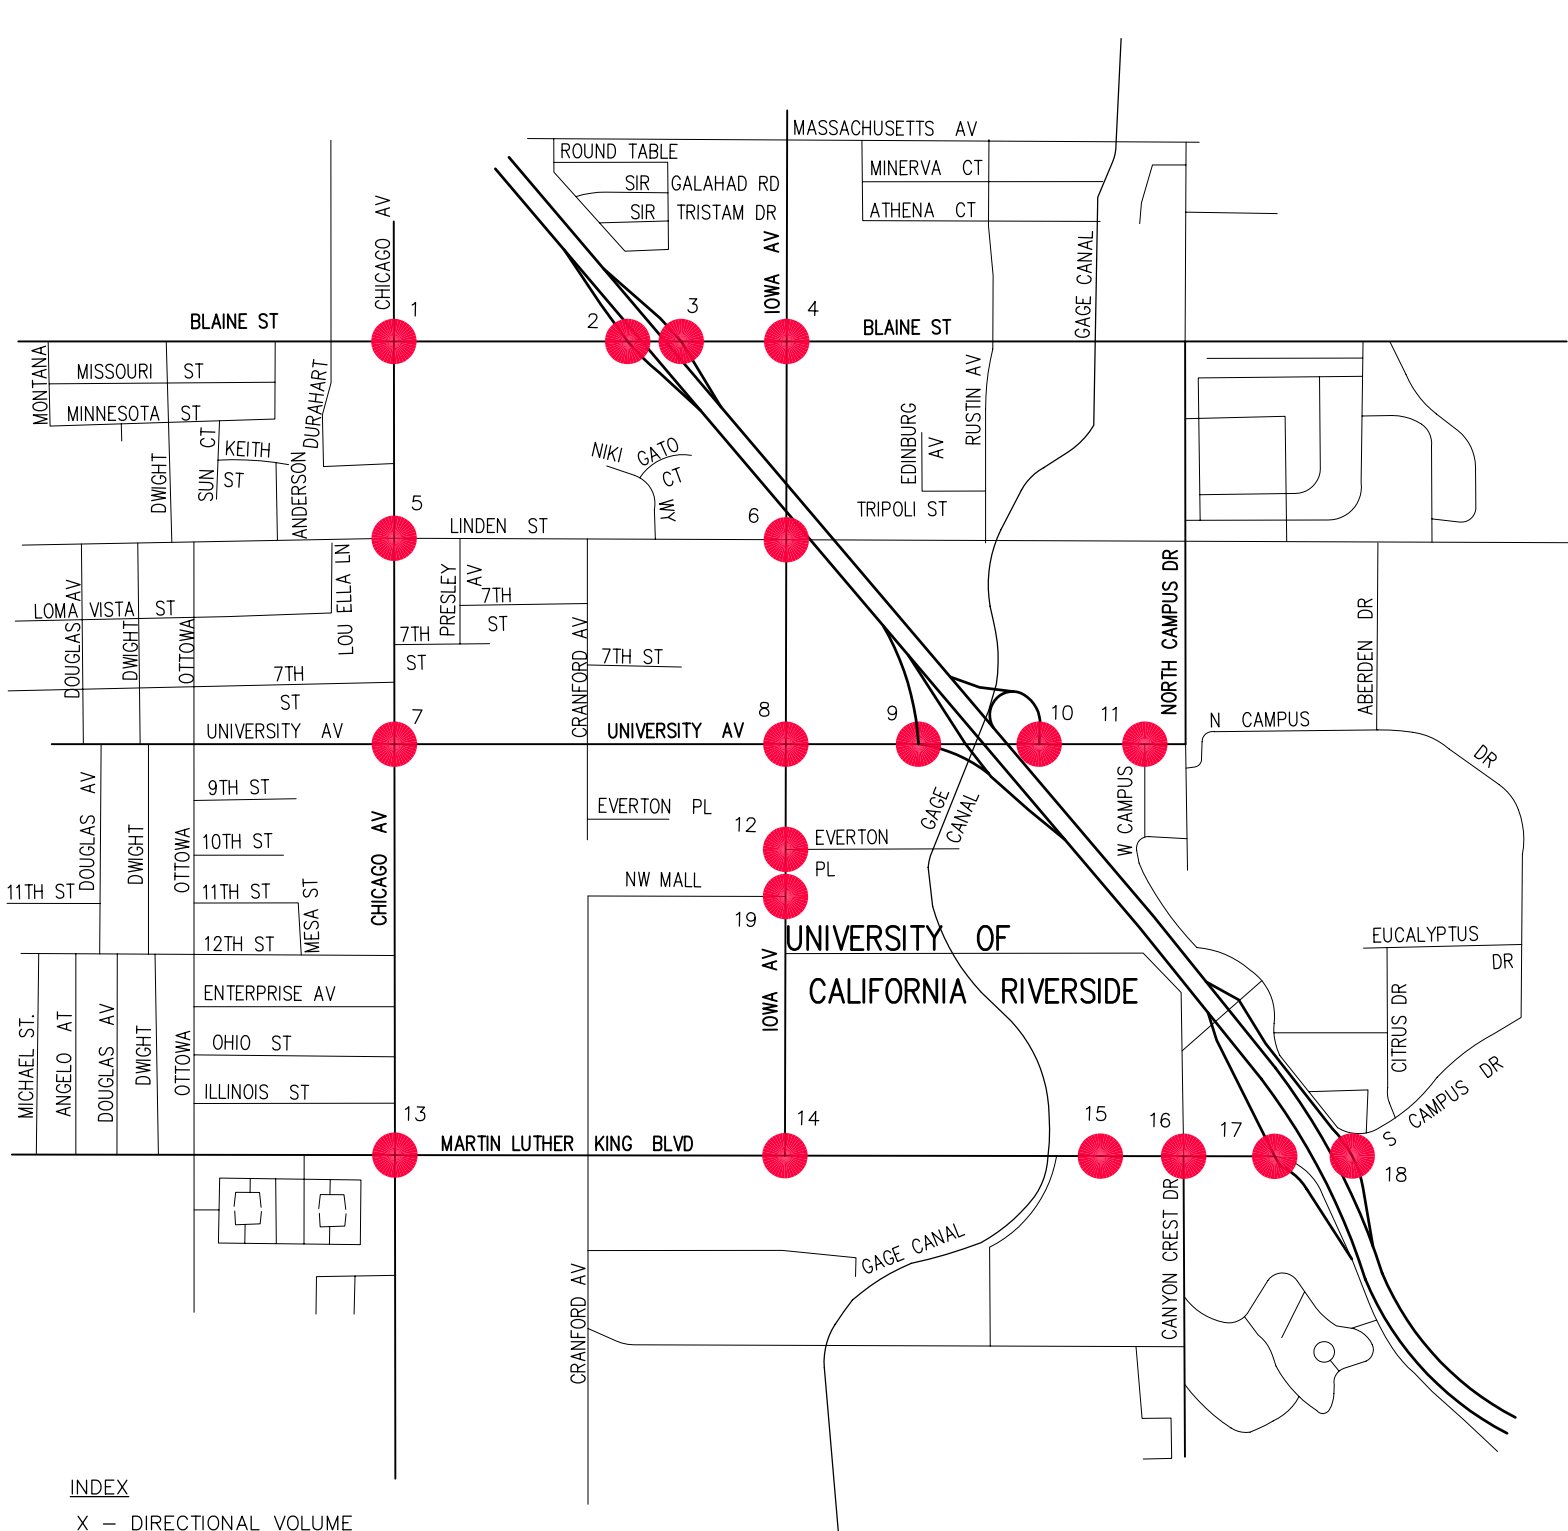 MASSACHUSETTS AV
ROUND TABLE
MINERVA CT
SIR GALAHAD RD
SIR TRISTAM DR
ATHENA CT
CHICAGO AV
IOWA AV
GAGE CANAL
1
2
3
4
BLAINE ST
BLAINE ST
MONTANA
MISSOURI ST
MINNESOTA ST
DURAHART
SUN CT
KEITH
ST
DWIGHT
ANDERSON
NIKI GATO
CT
WY
EDINBURG
AV
RUSTIN AV
TRIPOLI ST
5
6
LINDEN ST
LOU ELLA LN
PRESLEY
AV
7TH
ST
NORTH CAMPUS DR
ABERDEN DR
DOUGLAS AV
LOMA VISTA ST
DWIGHT
OTTOWA
7TH
ST
CRANFORD AV
7TH ST
7TH
ST
7
8
9
10
11
UNIVERSITY AV
UNIVERSITY AV
N CAMPUS
DR
DOUGLAS AV
DWIGHT
OTTOWA
9TH ST
10TH ST
11TH ST
11TH ST
MESA ST
12TH ST
CHICAGO AV
EVERTON PL
12
EVERTON
PL
GAGE
CANAL
W CAMPUS
NW MALL
19
UNIVERSITY OF
CALIFORNIA RIVERSIDE
IOWA AV
EUCALYPTUS
DR
CITRUS DR
S CAMPUS DR
MICHAEL ST.
ANGELO AT
DOUGLAS AV
DWIGHT
OTTOWA
ENTERPRISE AV
OHIO ST
ILLINOIS ST
13
14
15
16
17
18
MARTIN LUTHER KING BLVD
CRANFORD AV
GAGE CANAL
CANYON CREST DR
INDEX
X – DIRECTIONAL VOLUME